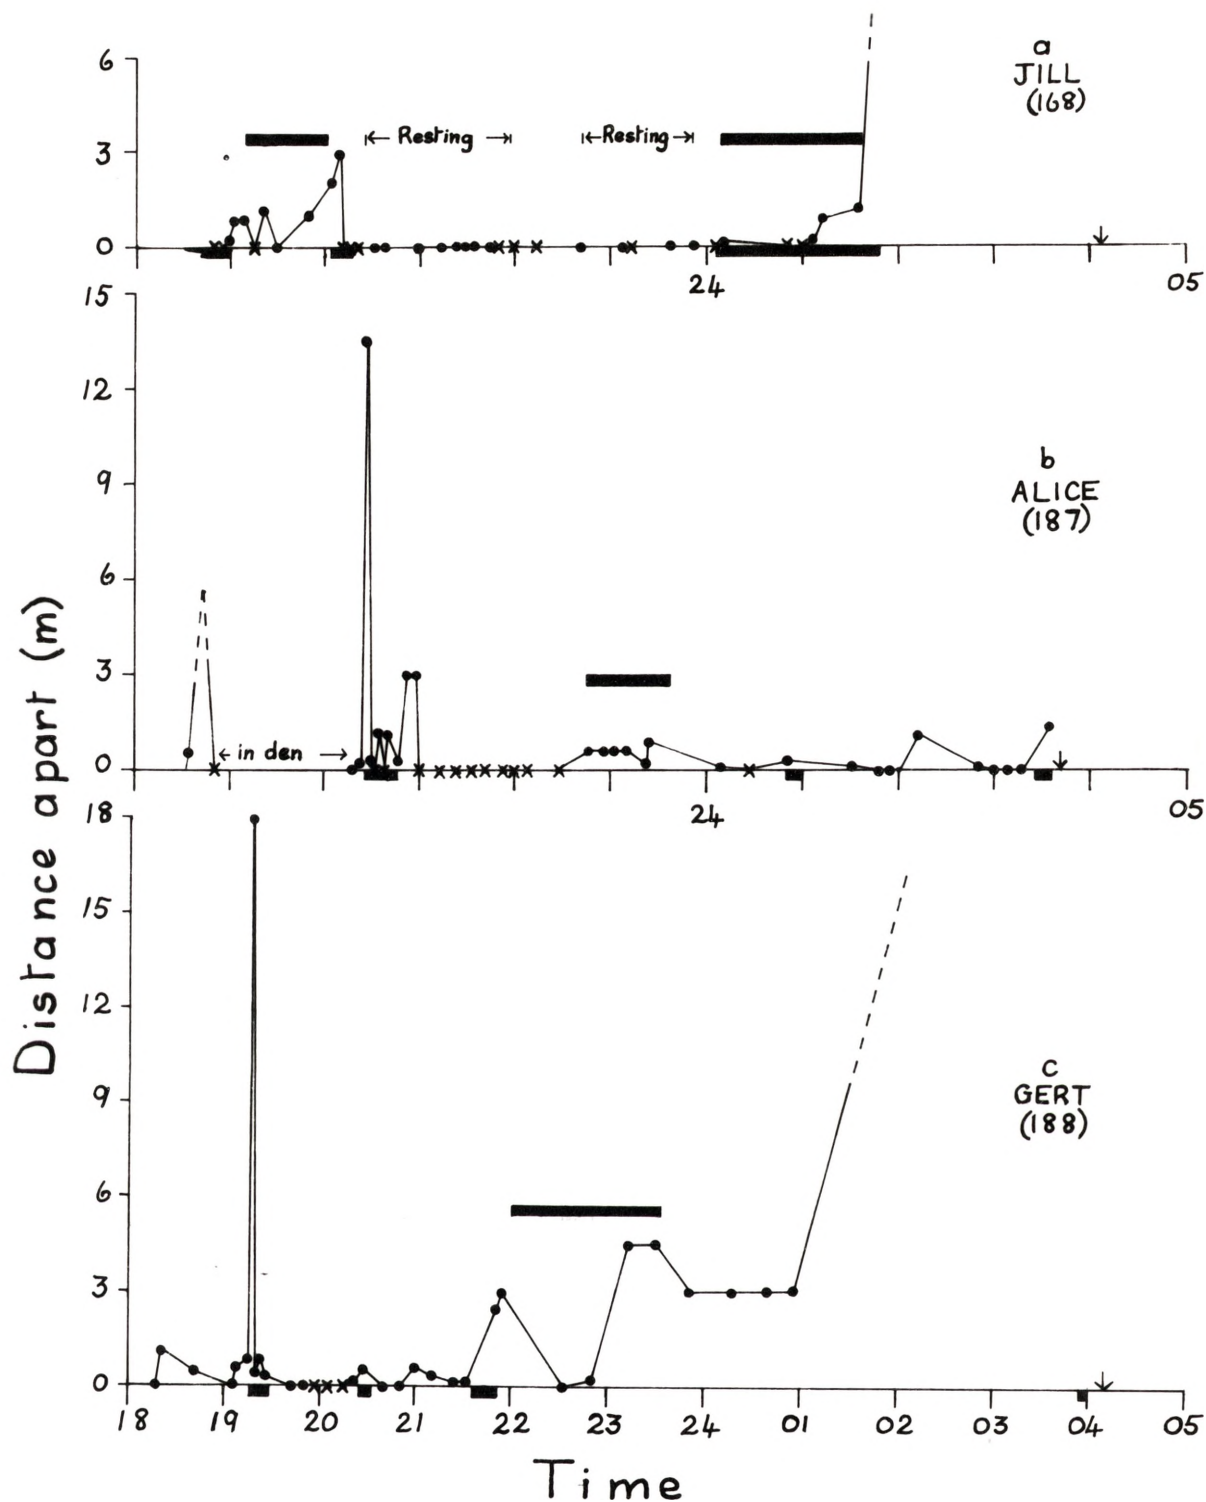 6
3
0
|← Resting →|
|←Resting→|
a
JILL
(168)
24
05
15
12
9
6
3
0
← in den →
b
ALICE
(187)
24
05
18
15
12
9
6
3
0
c
GERT
(188)
18 19 20 21 22 23 24 01 02 03 04 05
Distance apart (m)
Time